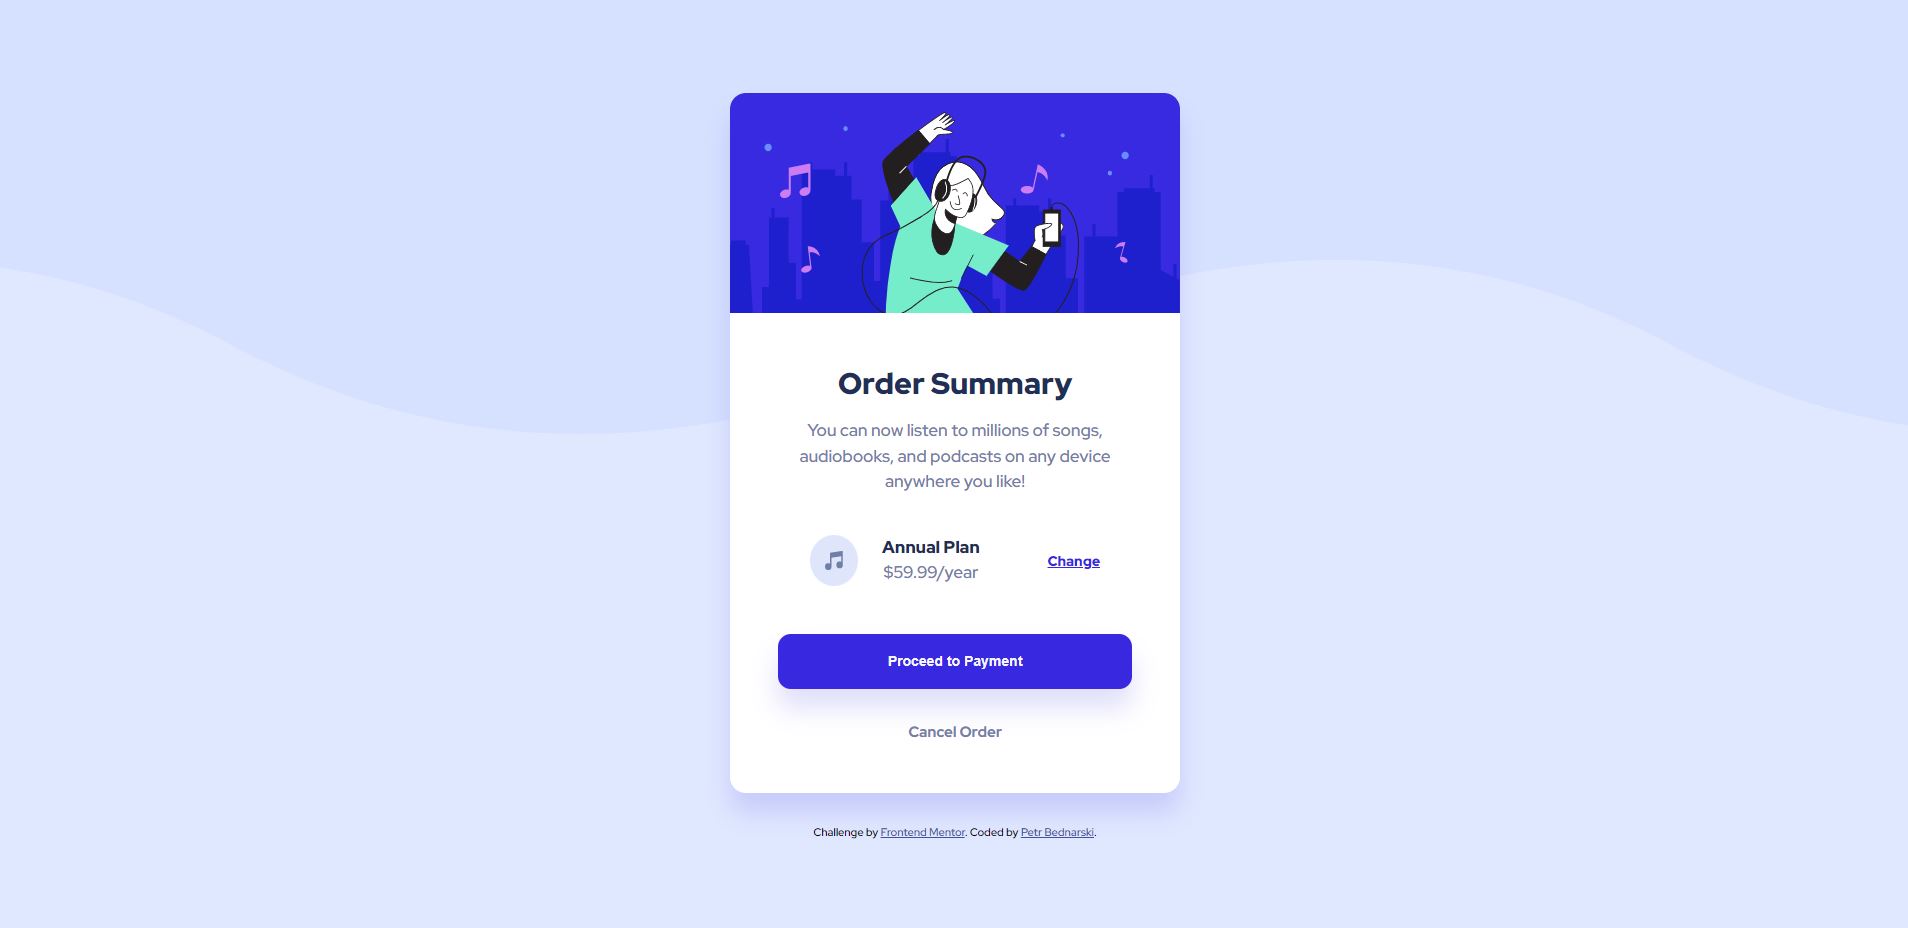 Order Summary
You can now listen to millions of songs,
audiobooks, and podcasts on any device
anywhere you like!
Annual Plan
$59.99/year
Change
Proceed to Payment
Cancel Order
Challenge by Frontend Mentor. Coded by Petr Bednarski.